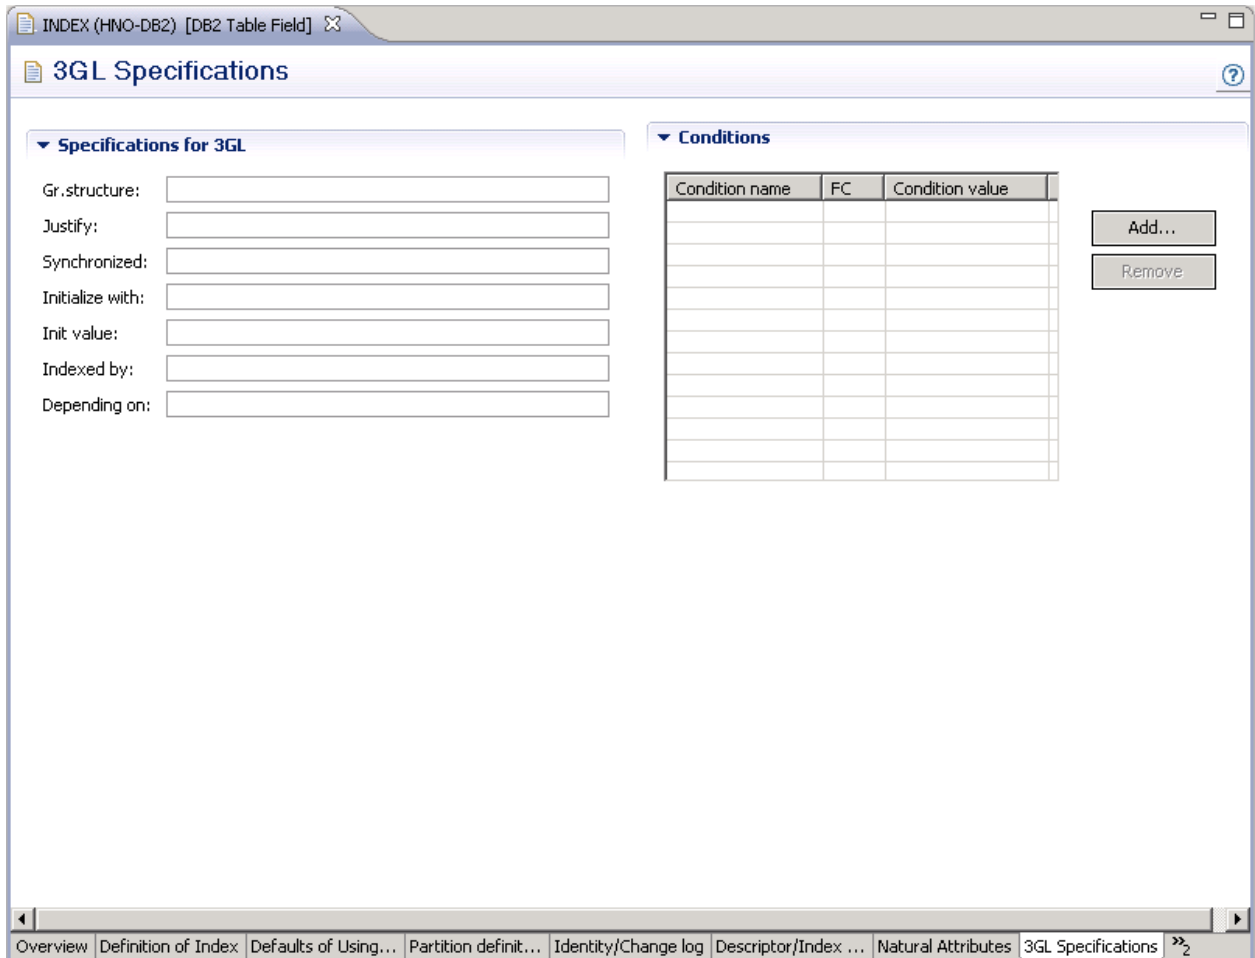 INDEX (HNO-DB2) [DB2 Table Field]
3GL Specifications
Specifications for 3GL
Gr.structure:
Justify:
Synchronized:
Initialize with:
Init value:
Indexed by:
Depending on:
Conditions
Condition name FC Condition value
Add...
Remove
Overview Definition of Index Defaults of Using... Partition definit... Identity/Change log Descriptor/Index ... Natural Attributes 3GL Specifications »2